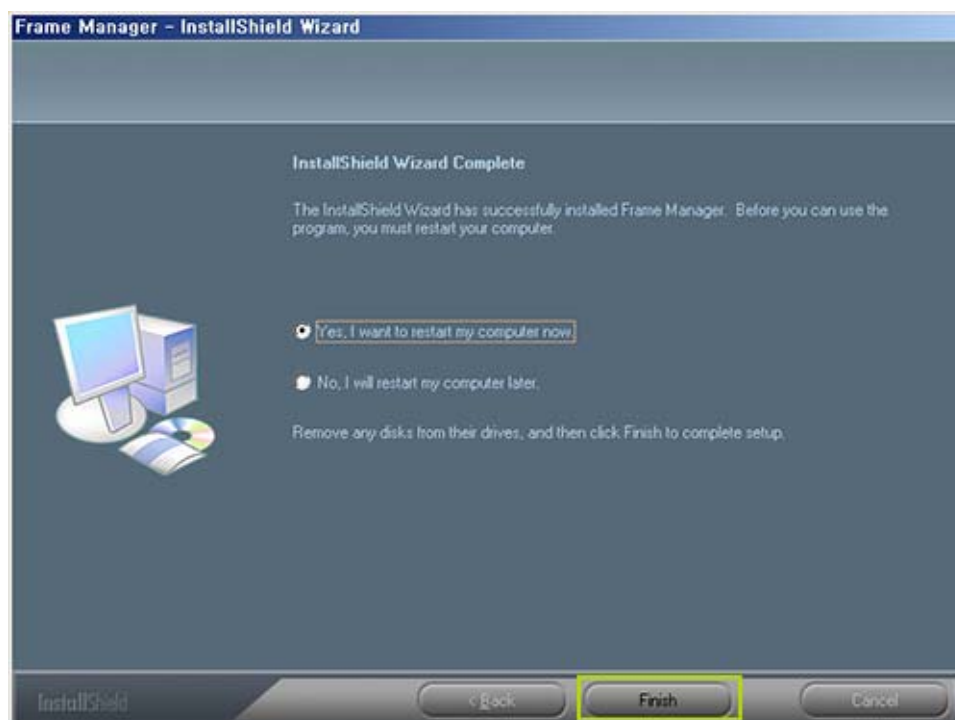 Frame Manager - InstallShield Wizard
InstallShield Wizard Complete
The InstallShield Wizard has successfully installed Frame Manager. Before you can use the
program, you must restart your computer.
Yes, I want to restart my computer now.
No, I will restart my computer later.
Remove any disks from their drives, and then click Finish to complete setup.
InstallShield
< Back
Finish
Cancel